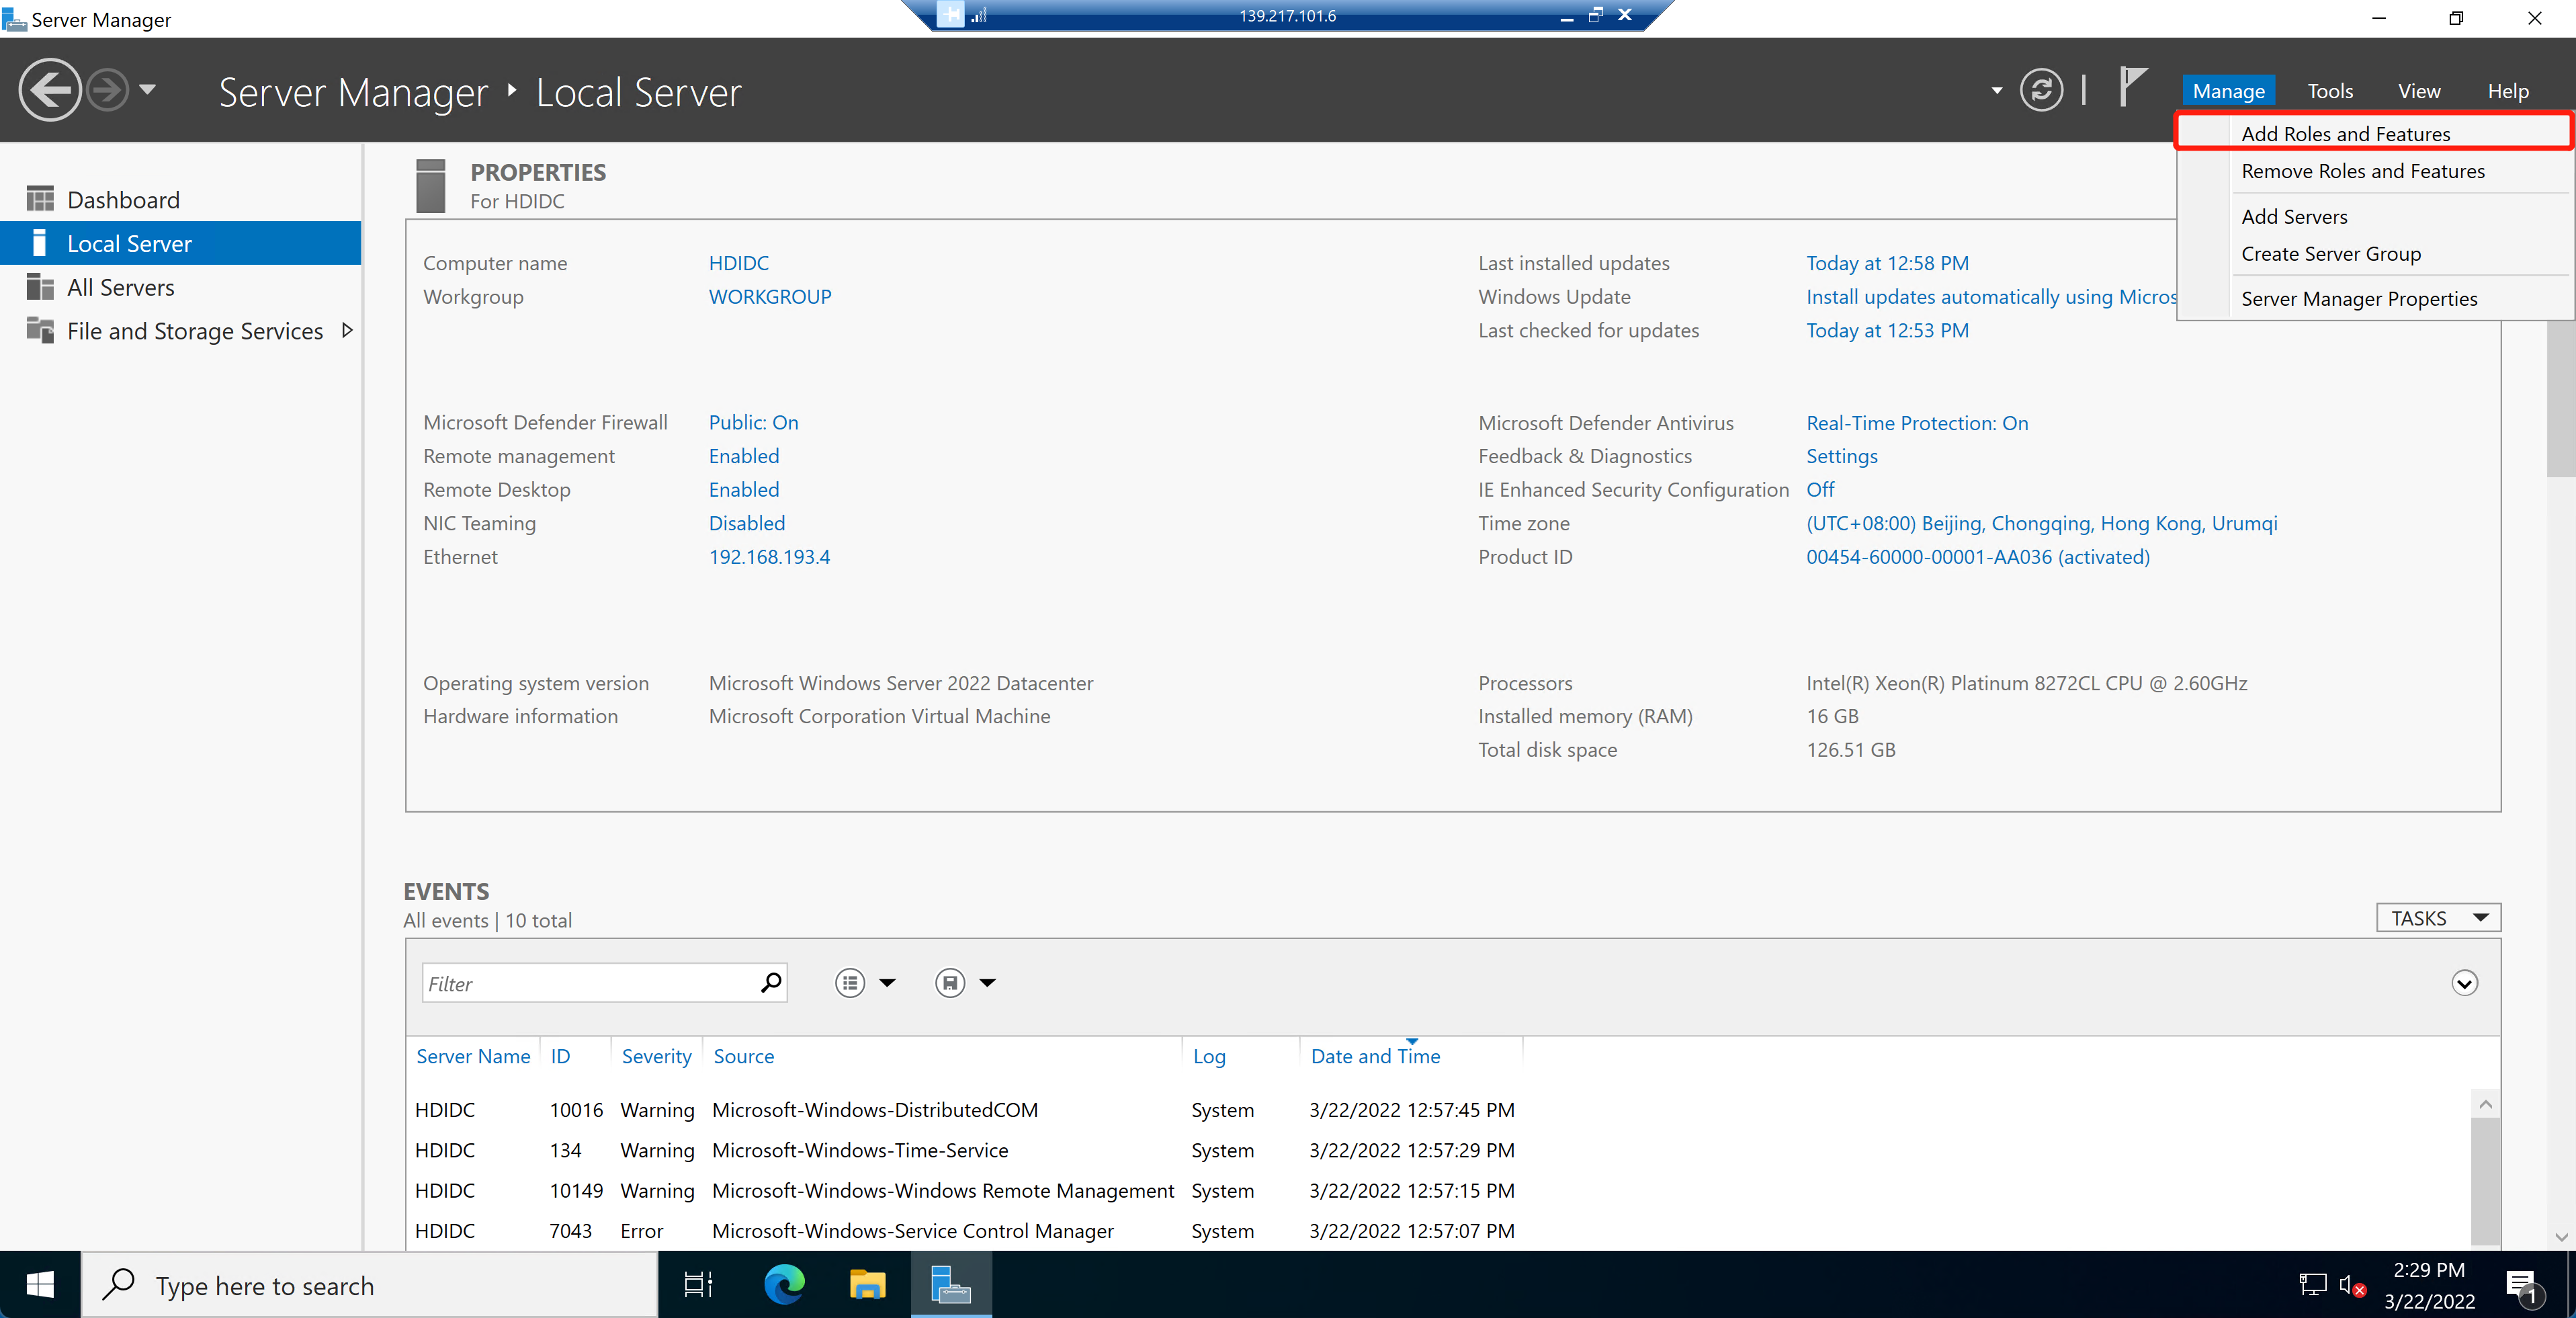 Server Manager
139.217.101.6
Server Manager
Local Server
Manage
Tools
View
Help
Add Roles and Features
Remove Roles and Features
Add Servers
Create Server Group
Server Manager Properties
Dashboard
Local Server
All Servers
File and Storage Services
PROPERTIES
For HDIDC
Computer name HDIDC
Workgroup WORKGROUP
Last installed updates Today at 12:58 PM
Windows Update Install updates automatically using Micros
Last checked for updates Today at 12:53 PM
Microsoft Defender Firewall Public: On
Remote management Enabled
Remote Desktop Enabled
NIC Teaming Disabled
Ethernet 192.168.193.4
Microsoft Defender Antivirus Real-Time Protection: On
Feedback & Diagnostics Settings
IE Enhanced Security Configuration Off
Time zone (UTC+08:00) Beijing, Chongqing, Hong Kong, Urumqi
Product ID 00454-60000-00001-AA036 (activated)
Operating system version Microsoft Windows Server 2022 Datacenter
Hardware information Microsoft Corporation Virtual Machine
Processors Intel(R) Xeon(R) Platinum 8272CL CPU @ 2.60GHz
Installed memory (RAM) 16 GB
Total disk space 126.51 GB
EVENTS
All events | 10 total
TASKS
Filter
Server Name ID Severity Source Log Date and Time
HDIDC 10016 Warning Microsoft-Windows-DistributedCOM System 3/22/2022 12:57:45 PM
HDIDC 134 Warning Microsoft-Windows-Time-Service System 3/22/2022 12:57:29 PM
HDIDC 10149 Warning Microsoft-Windows-Windows Remote Management System 3/22/2022 12:57:15 PM
HDIDC 7043 Error Microsoft-Windows-Service Control Manager System 3/22/2022 12:57:07 PM
Type here to search
2:29 PM
3/22/2022
1